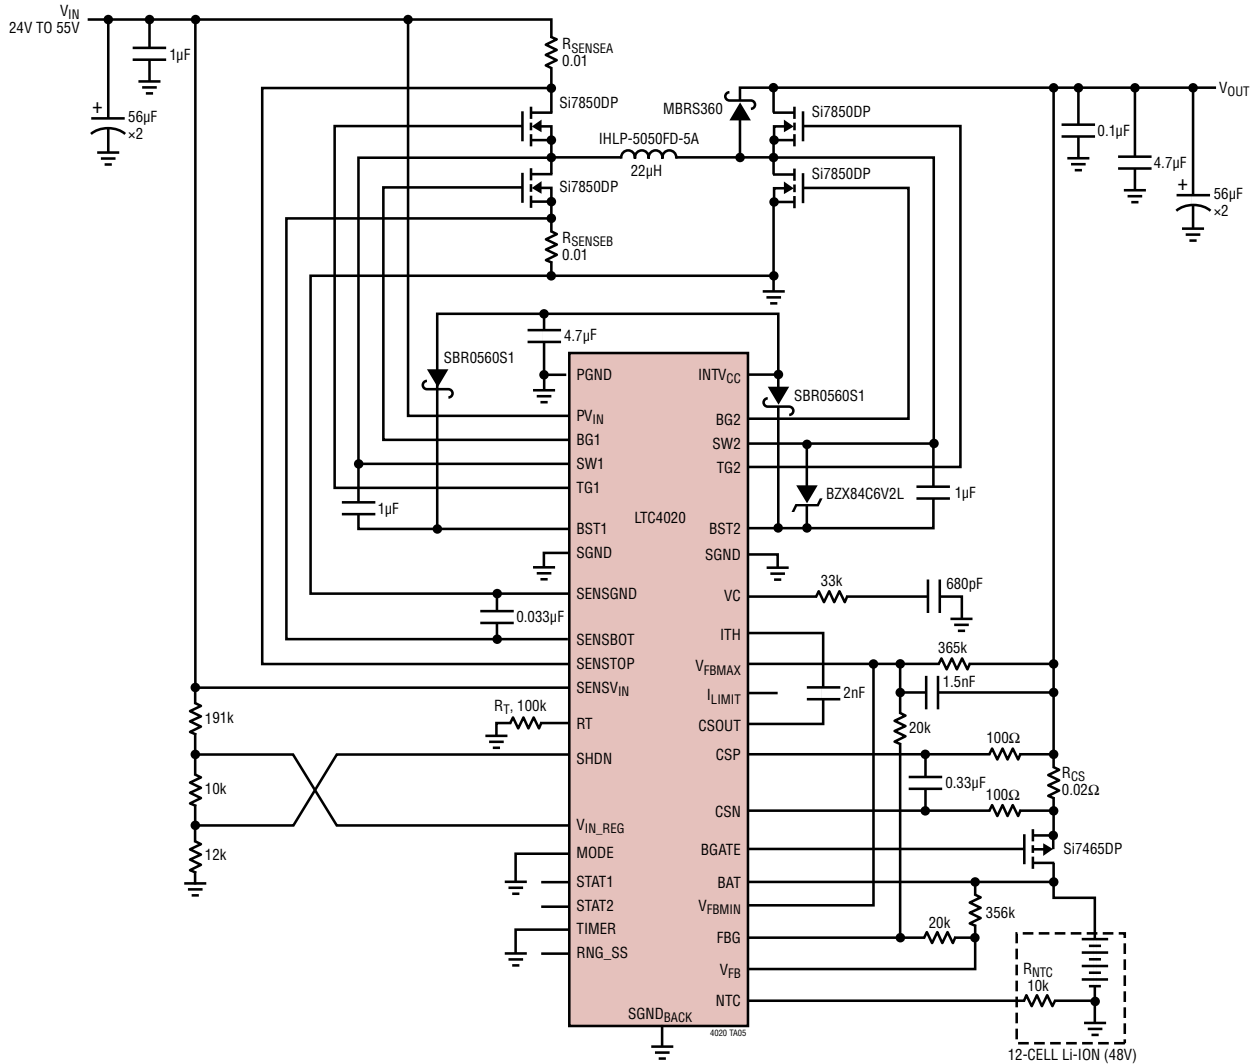 VIN
24V TO 55V
1µF
+
56µF
×2
RSENSEA
0.01
Si7850DP
MBRS360
Si7850DP
VOUT
IHLP-5050FD-5A
22µH
0.1µF
4.7µF
Si7850DP
Si7850DP
+
56µF
×2
RSENSEB
0.01
4.7µF
SBR0560S1
SBR0560S1
PGND
PVIN
BG1
SW1
TG1
1µF
BST1
SGND
SENSGND
0.033µF
SENSBOT
SENSTOP
SENSVIN
RT, 100k
RT
SHDN
VIN_REG
MODE
STAT1
STAT2
TIMER
RNG_SS
191k
10k
12k
LTC4020
SGNDBACK
4020 TA05
INTVCC
BG2
SW2
TG2
BZX84C6V2L
1µF
BST2
SGND
VC
33k
680pF
ITH
VFBMAX
365k
1.5nF
ILIMIT
2nF
20k
CSOUT
CSP
100Ω
RCS
0.02Ω
0.33µF
CSN
100Ω
BGATE
Si7465DP
BAT
VFBMIN
356k
FBG
20k
VFB
NTC
RNTC
10k
12-CELL Li-ION (48V)